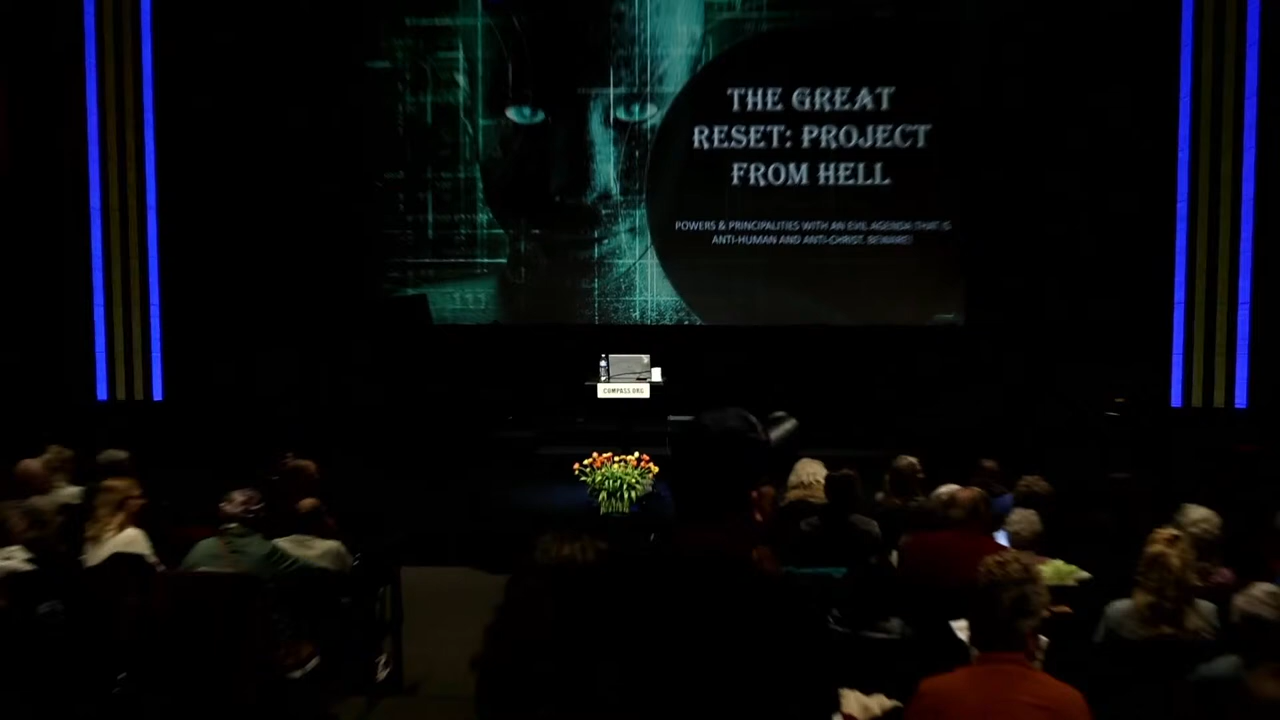 THE GREAT
RESET: PROJECT
FROM HELL
POWERS & PRINCIPALITIES WITH AN EVIL AGENDA THAT IS
ANTI-HUMAN AND ANTI-CHRIST. BEWARE!
COMPASS.ORG